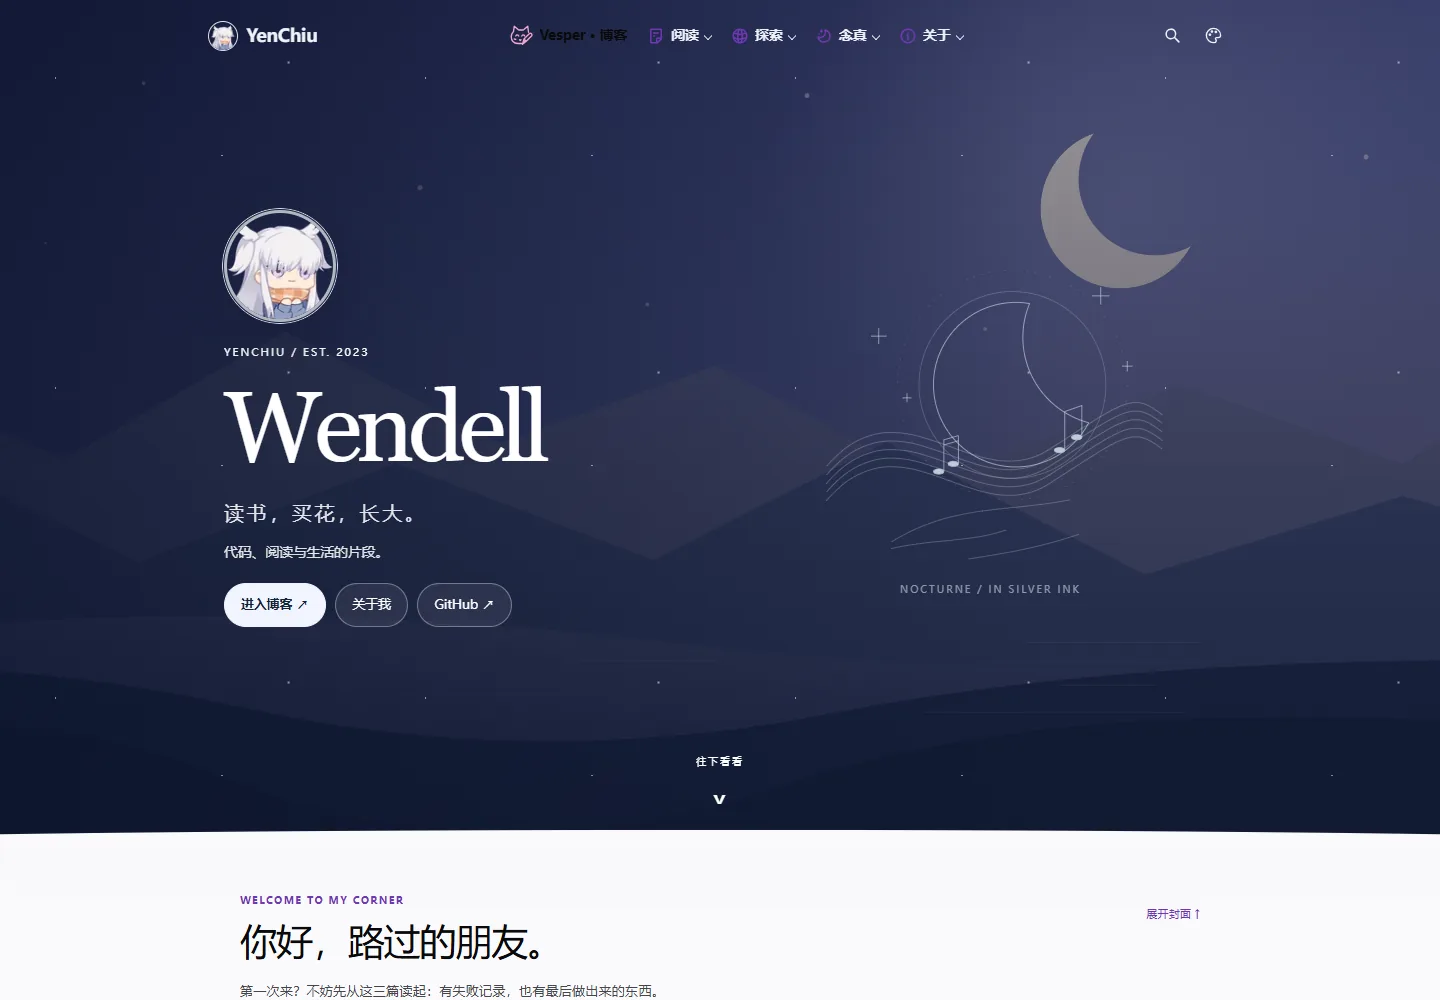 YenChiu
Vesper • 博客
阅读
探索
念真
关于
YENCHIU / EST. 2023
Wendell
读书，买花，长大。
代码、阅读与生活的片段。
进入博客 ↗
关于我
GitHub ↗
NOCTURNE / IN SILVER INK
往下看看
WELCOME TO MY CORNER
展开封面 ↑
你好，路过的朋友。
第一次来？不妨先从这三篇读起：有失败记录，也有最后做出来的东西。